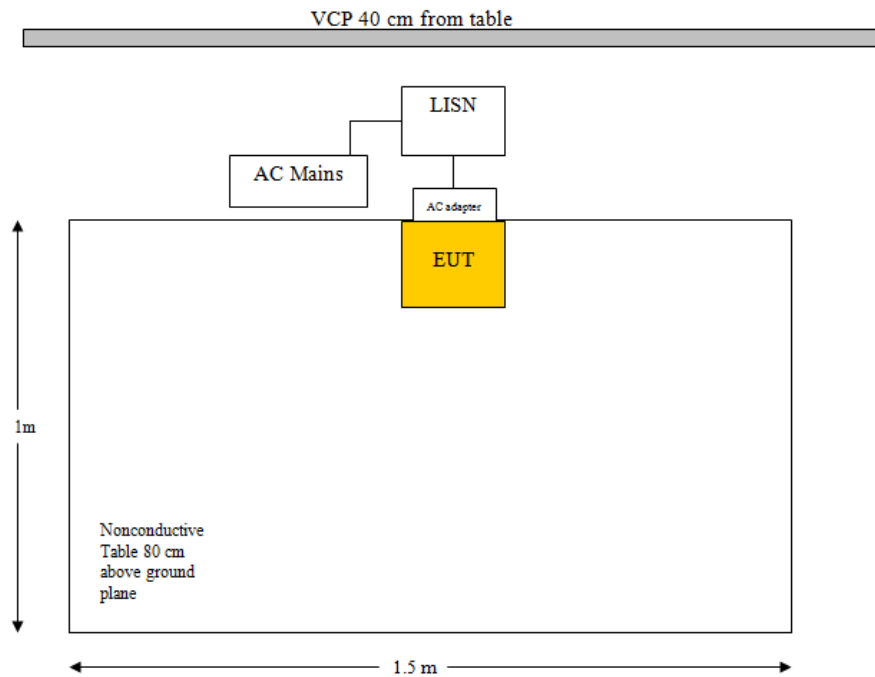 VCP 40 cm from table
LISN
AC Mains
AC adapter
EUT
1m
Nonconductive
Table 80 cm
above ground
plane
1.5 m